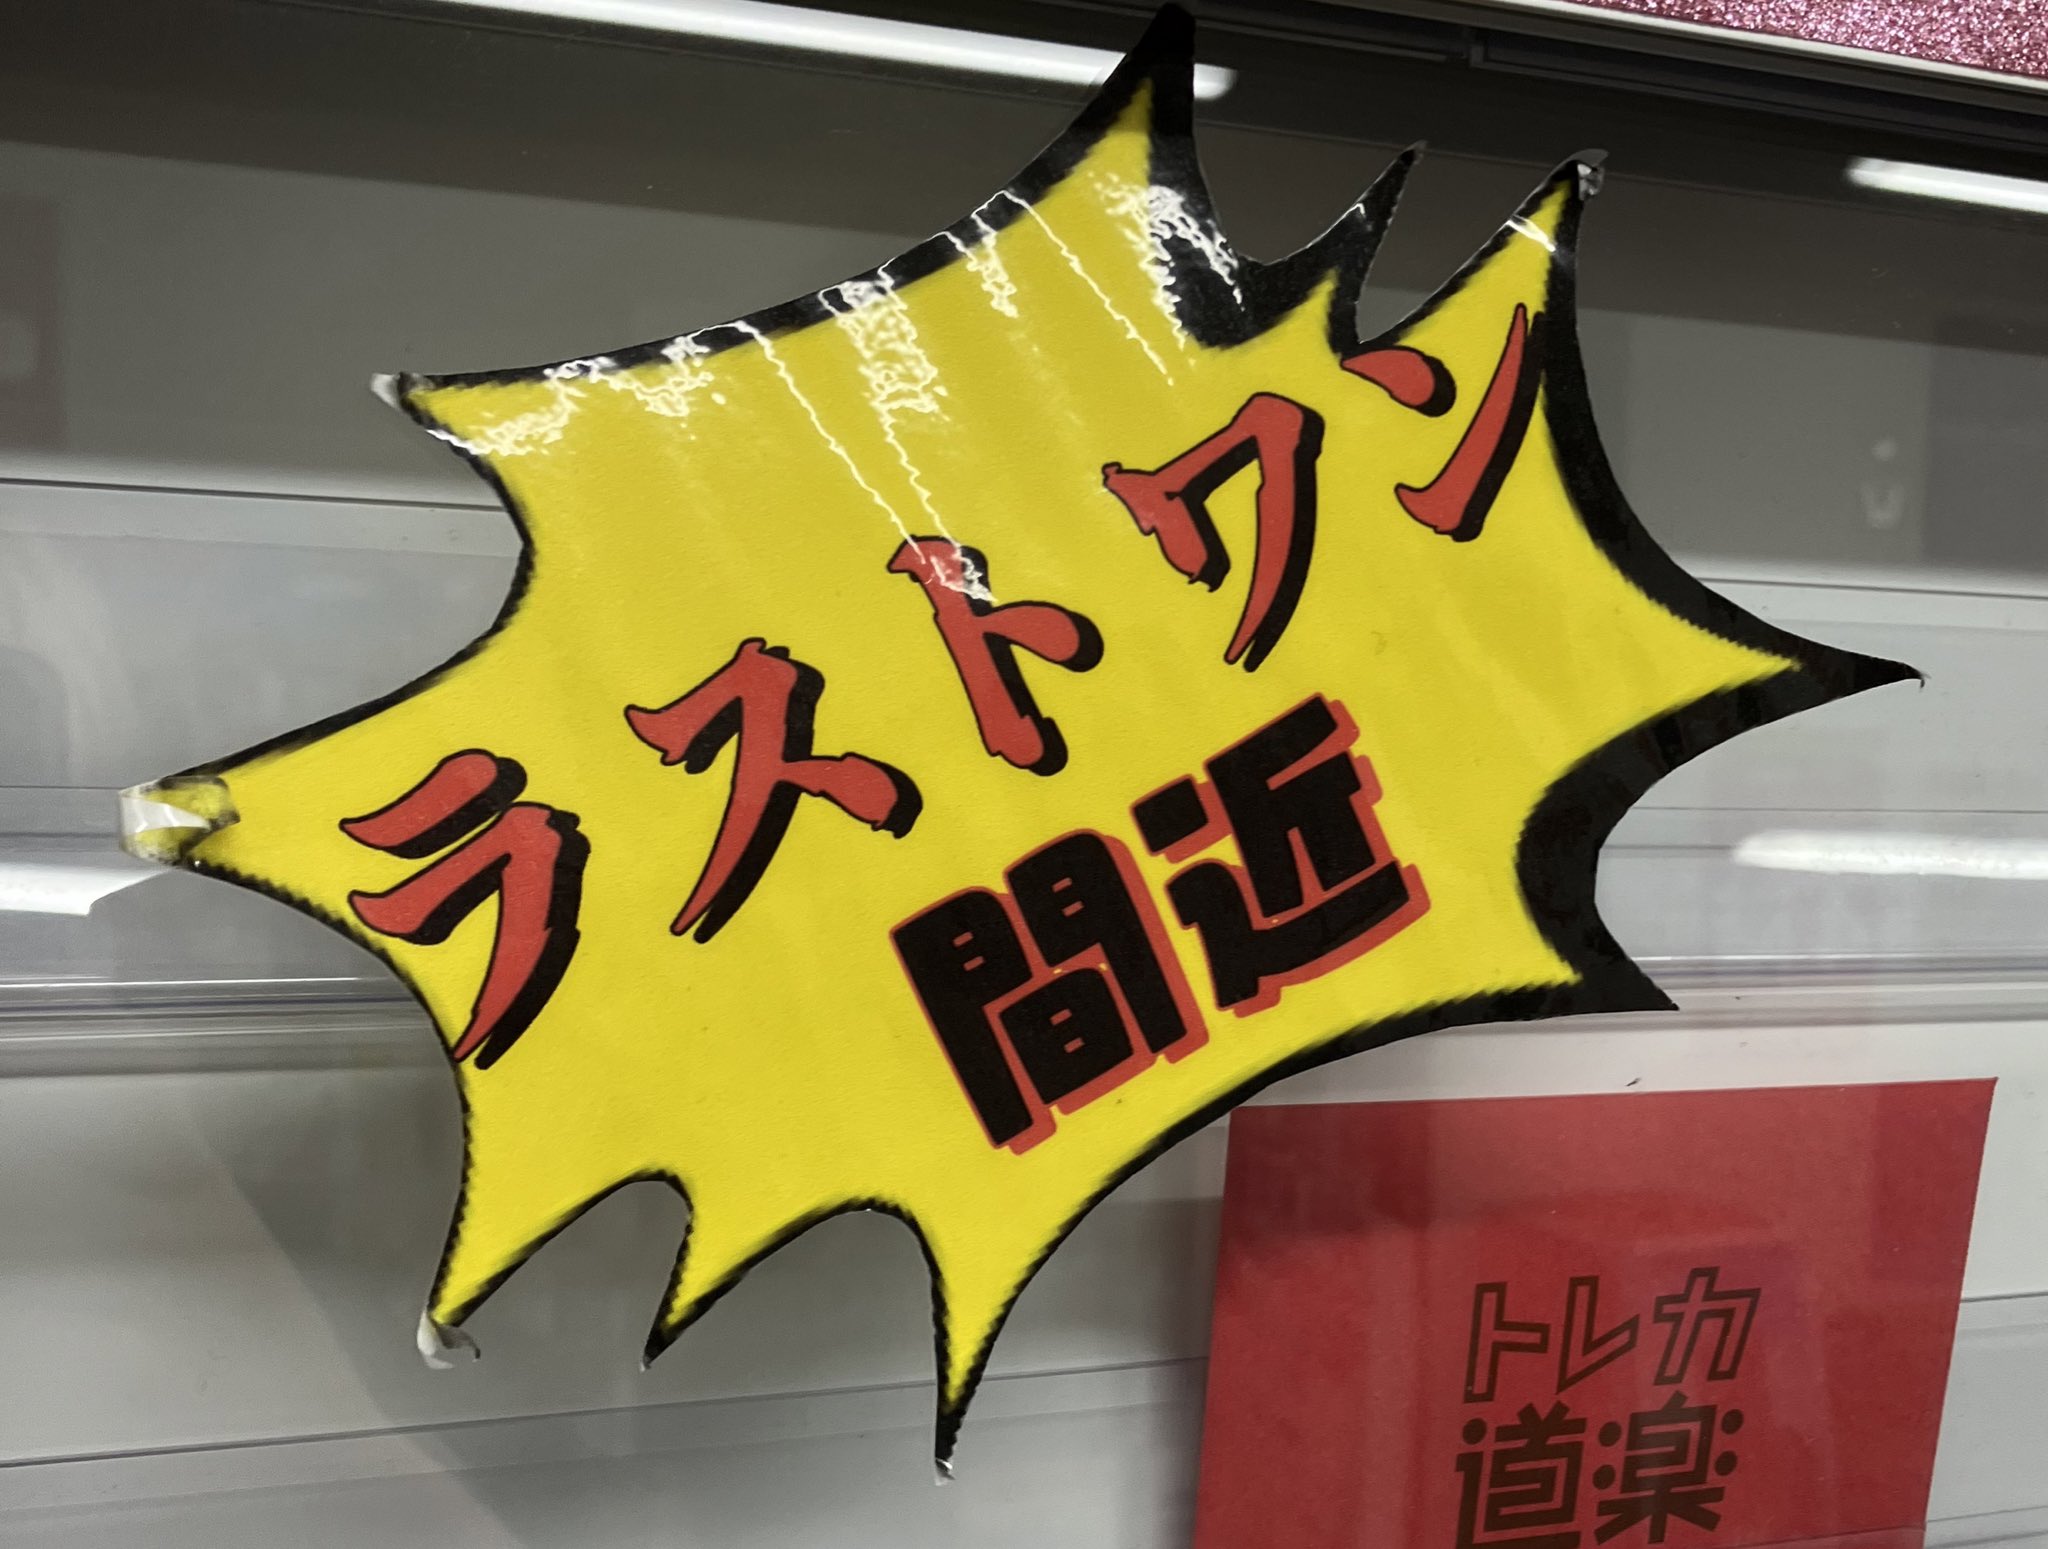 ラストワン
間近
トレカ
道楽